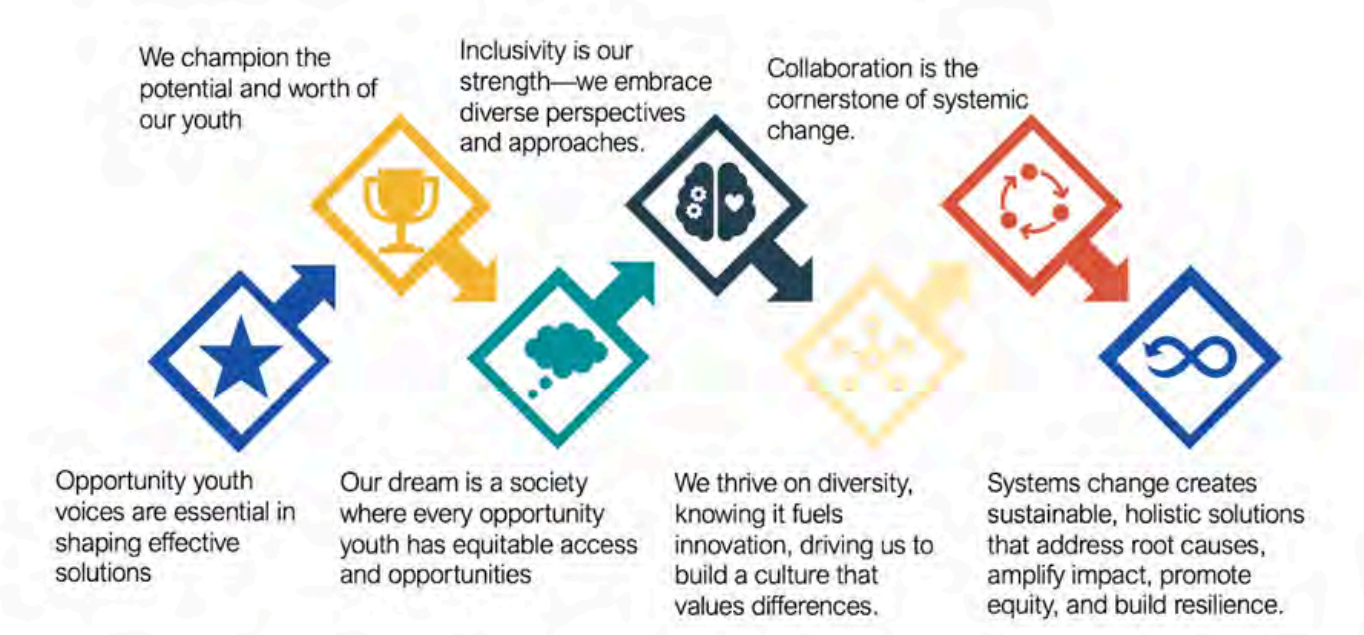 We champion the
potential and worth of
our youth
Inclusivity is our
strength—we embrace
diverse perspectives
and approaches.
Collaboration is the
cornerstone of systemic
change.
Opportunity youth
voices are essential in
shaping effective
solutions
Our dream is a society
where every opportunity
youth has equitable access
and opportunities
We thrive on diversity,
knowing it fuels
innovation, driving us to
build a culture that
values differences.
Systems change creates
sustainable, holistic solutions
that address root causes,
amplify impact, promote
equity, and build resilience.